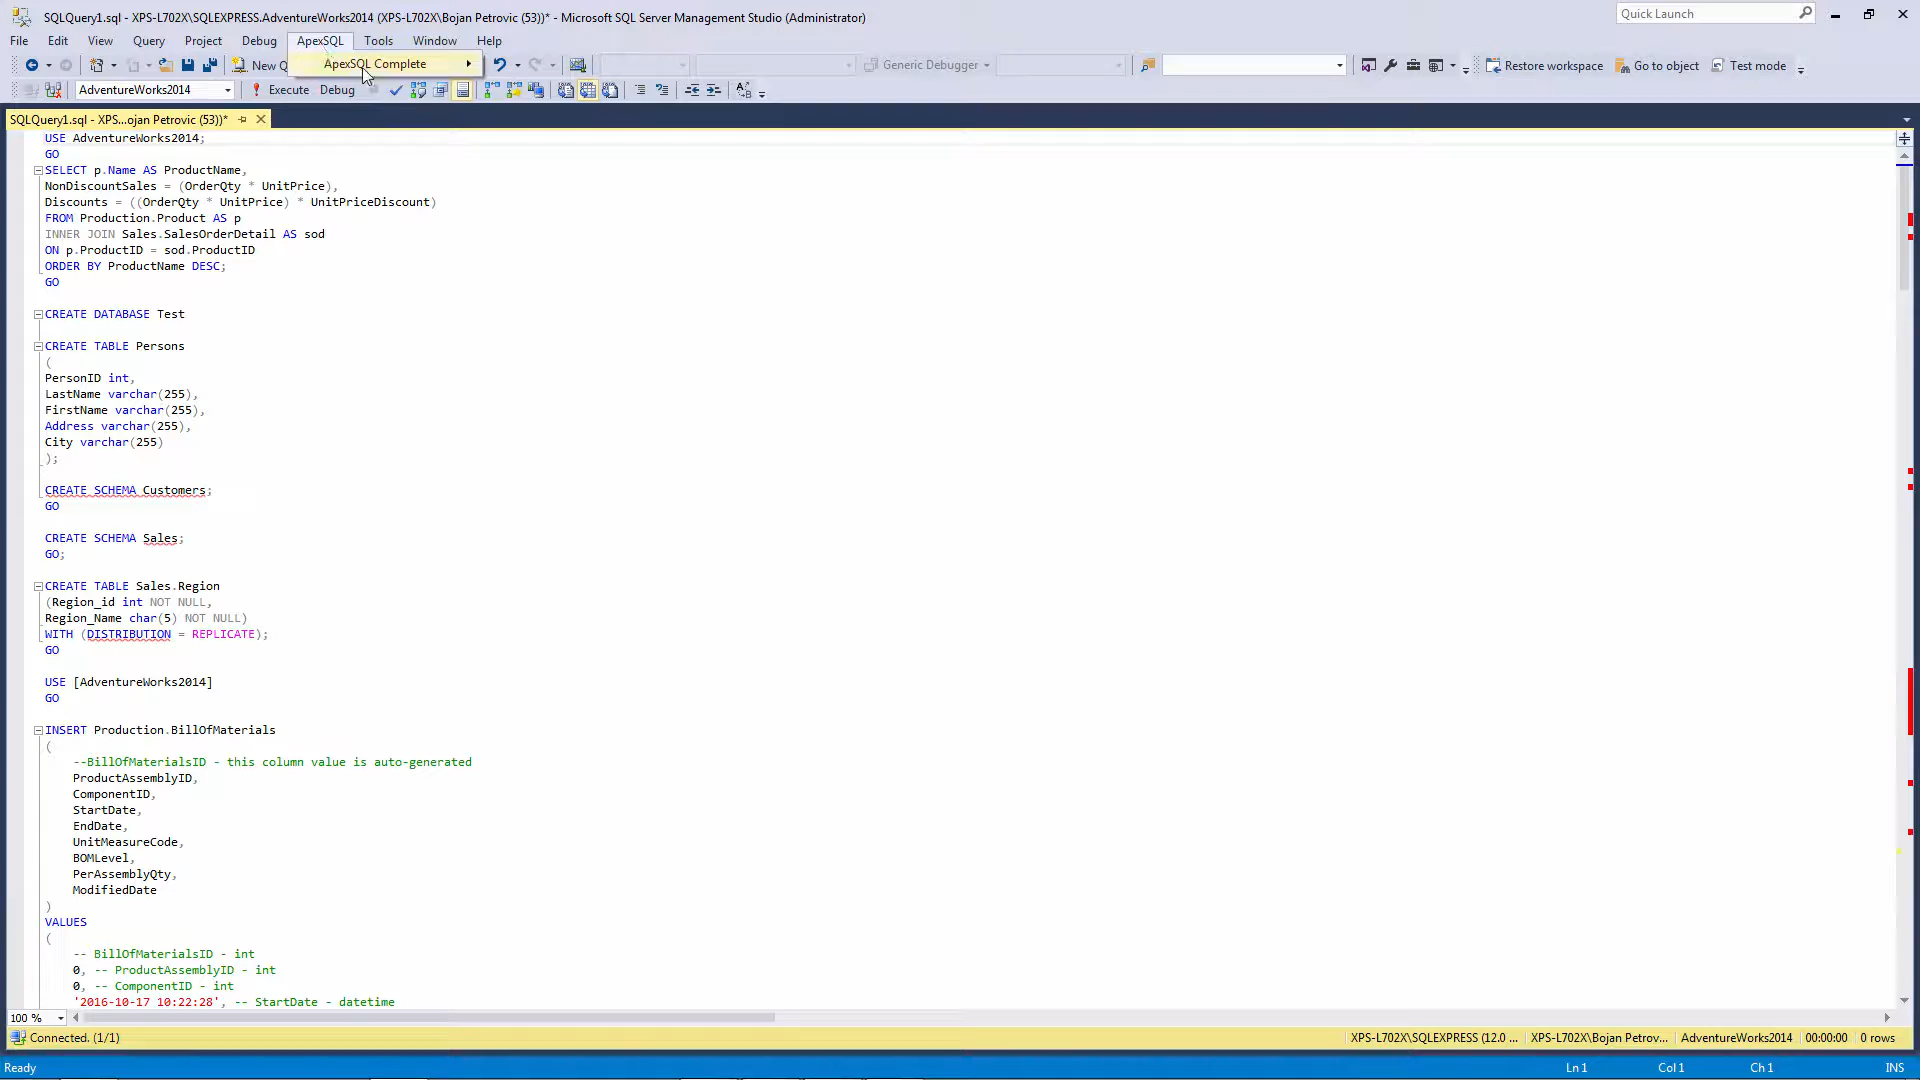 SQLQuery1.sql - XPS-L702X\SQLEXPRESS.AdventureWorks2014 (XPS-L702X\Bojan Petrovic (53))* - Microsoft SQL Server Management Studio (Administrator)
Quick Launch
File Edit View Query Project Debug ApexSQL Tools Window Help
New Q
ApexSQL Complete
Generic Debugger
Restore workspace Go to object Test mode
AdventureWorks2014 Execute Debug
SQLQuery1.sql - XPS...ojan Petrovic (53))*
USE AdventureWorks2014;
GO
SELECT p.Name AS ProductName,
NonDiscountSales = (OrderQty * UnitPrice),
Discounts = ((OrderQty * UnitPrice) * UnitPriceDiscount)
FROM Production.Product AS p
INNER JOIN Sales.SalesOrderDetail AS sod
ON p.ProductID = sod.ProductID
ORDER BY ProductName DESC;
GO
CREATE DATABASE Test
CREATE TABLE Persons
(
PersonID int,
LastName varchar(255),
FirstName varchar(255),
Address varchar(255),
City varchar(255)
);
CREATE SCHEMA Customers;
GO
CREATE SCHEMA Sales;
GO;
CREATE TABLE Sales.Region
(Region_id int NOT NULL,
Region_Name char(5) NOT NULL)
WITH (DISTRIBUTION = REPLICATE);
GO
USE [AdventureWorks2014]
GO
INSERT Production.BillOfMaterials
(
--BillOfMaterialsID - this column value is auto-generated
ProductAssemblyID,
ComponentID,
StartDate,
EndDate,
UnitMeasureCode,
BOMLevel,
PerAssemblyQty,
ModifiedDate
)
VALUES
(
-- BillOfMaterialsID - int
0, -- ProductAssemblyID - int
0, -- ComponentID - int
'2016-10-17 10:22:28', -- StartDate - datetime
100 %
Connected. (1/1)
XPS-L702X\SQLEXPRESS (12.0 ... XPS-L702X\Bojan Petrov... AdventureWorks2014 00:00:00 0 rows
Ready
Ln 1 Col 1 Ch 1 INS